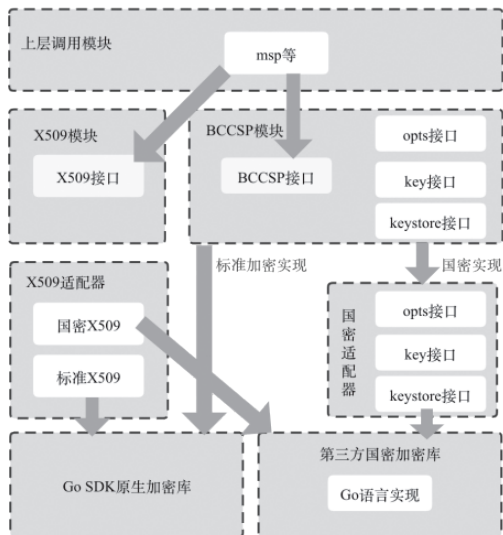 上层调用模块
msp等
X509模块
X509接口
BCCSP模块
BCCSP接口
opts接口
key接口
keystore接口
标准加密实现
国密实现
X509适配器
国密X509
标准X509
国密适配器
opts接口
key接口
keystore接口
Go SDK原生加密库
第三方国密加密库
Go语言实现